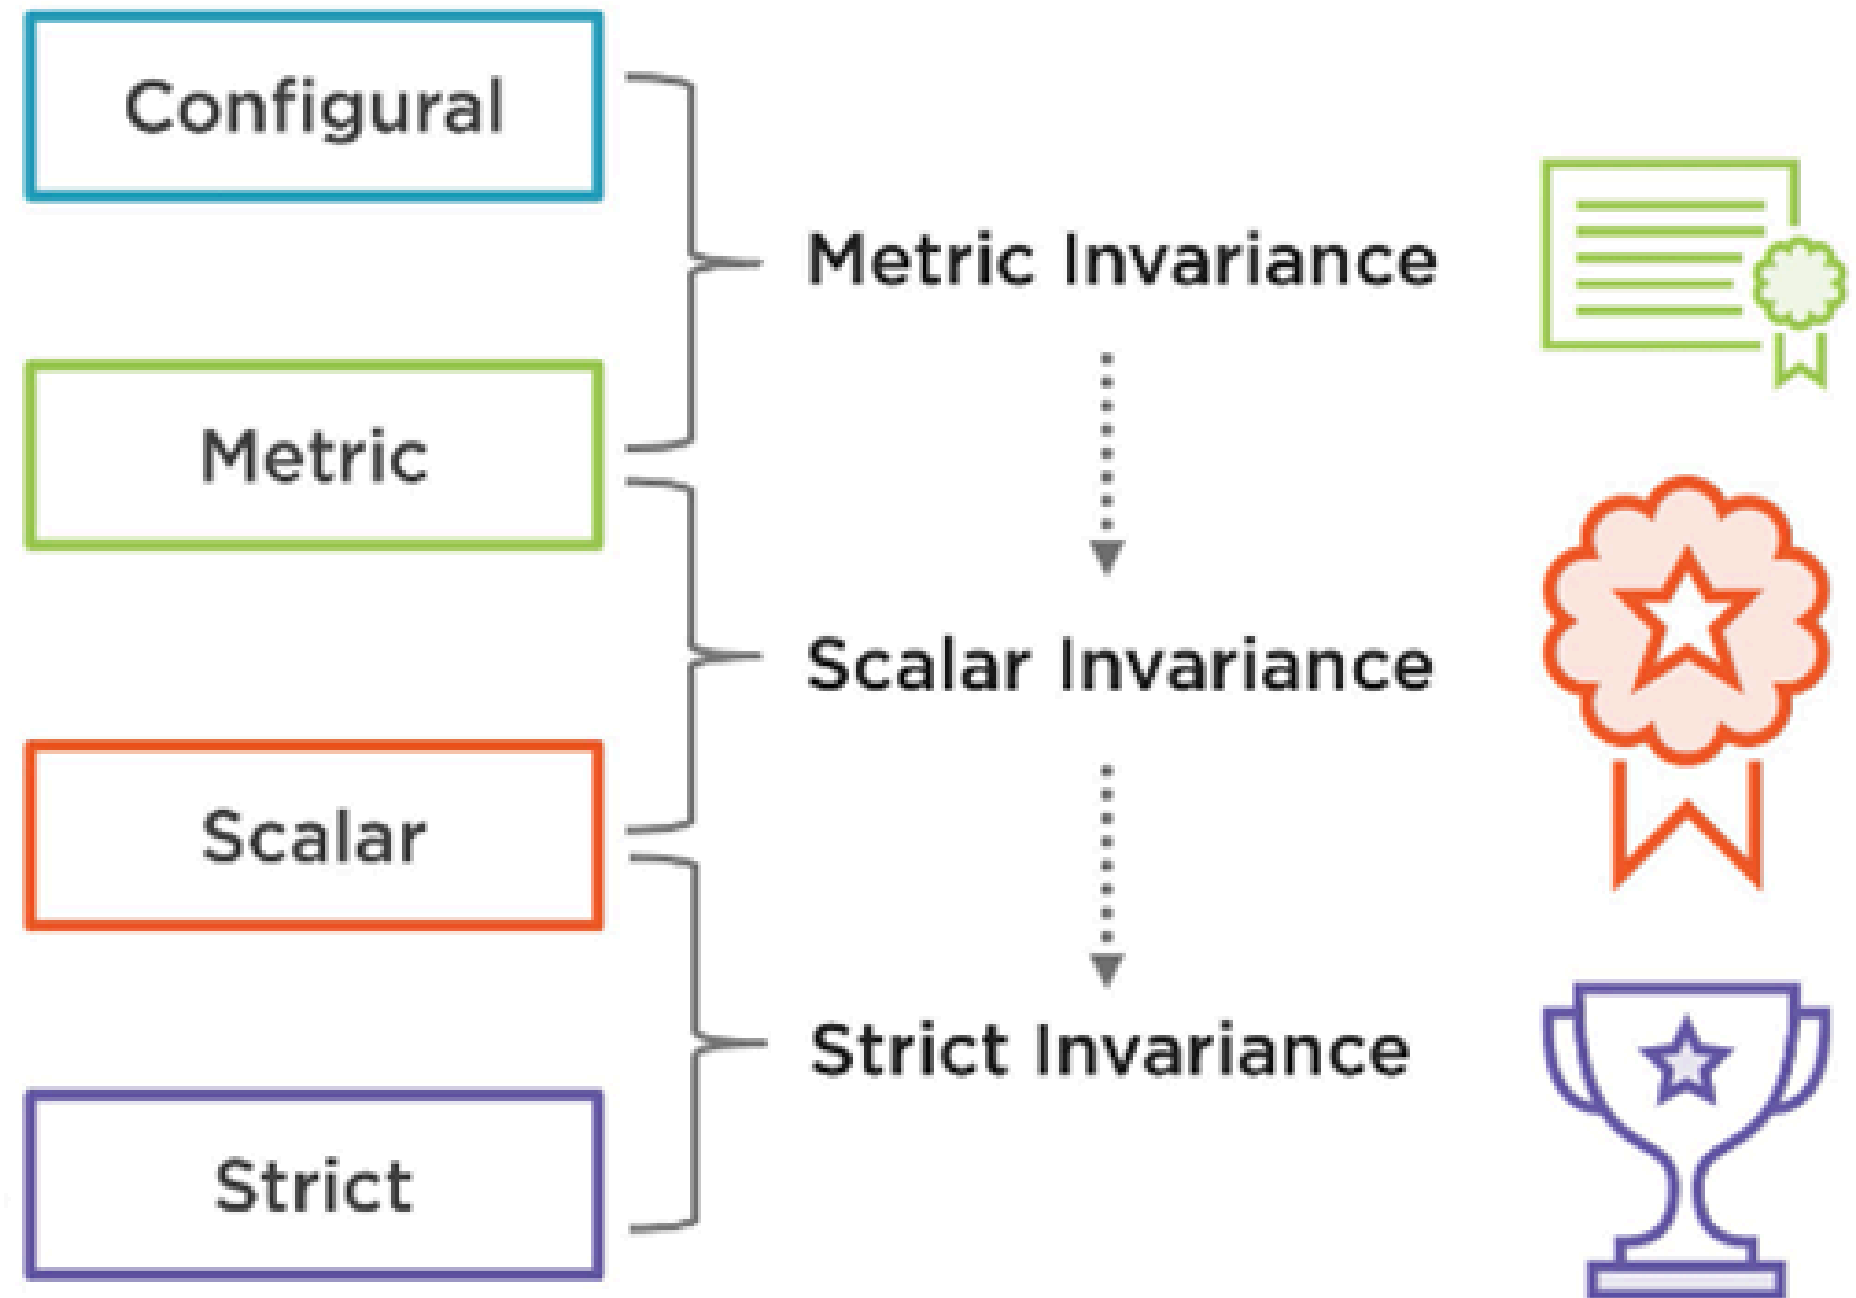 Configural
Metric Invariance
Metric
Scalar Invariance
Scalar
Strict Invariance
Strict